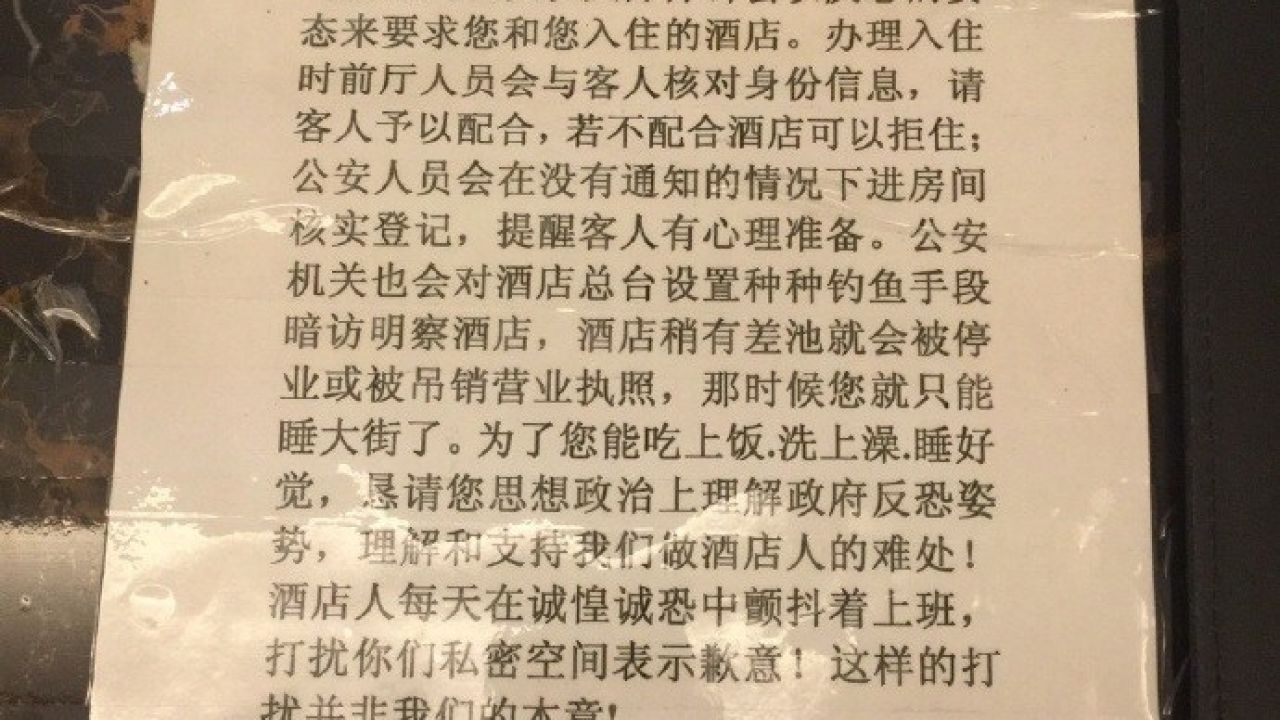 态来要求您和您入住的酒店。办理入住
时前厅人员会与客人核对身份信息，请
客人予以配合，若不配合酒店可以拒住；
公安人员会在没有通知的情况下进房间
核实登记，提醒客人有心理准备。公安
机关也会对酒店总台设置种种钓鱼手段
暗访明察酒店，酒店稍有差池就会被停
业或被吊销营业执照，那时候您就只能
睡大街了。为了您能吃上饭.洗上澡.睡好
觉，恳请您思想政治上理解政府反恐姿
势，理解和支持我们做酒店人的难处！
酒店人每天在诚惶诚恐中颤抖着上班，
打扰你们私密空间表示歉意！这样的打
扰并非我们的本意！